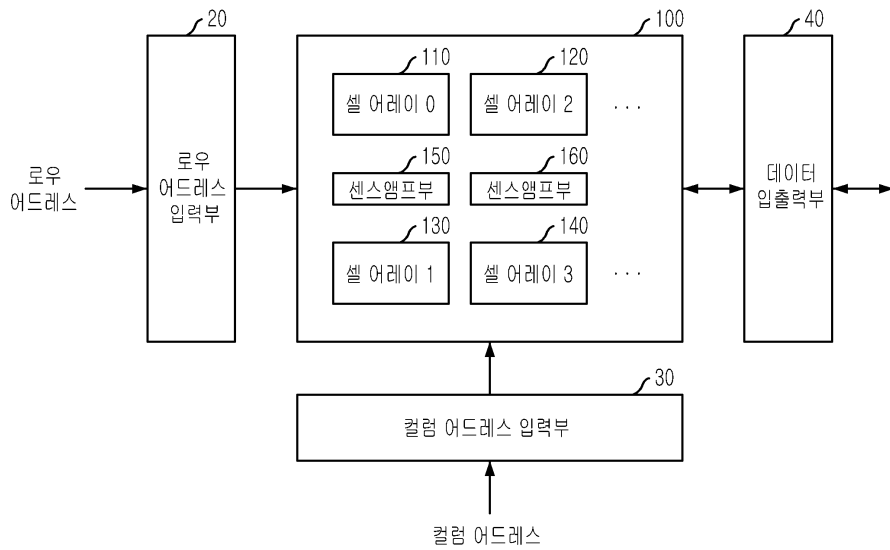 20
100
40
110
120
셀 어레이 0
셀 어레이 2
...
150
160
로우
어드레스
로우
어드레스
입력부
센스앰프부
센스앰프부
데이터
입출력부
130
140
셀 어레이 1
셀 어레이 3
...
30
컬럼 어드레스 입력부
컬럼 어드레스